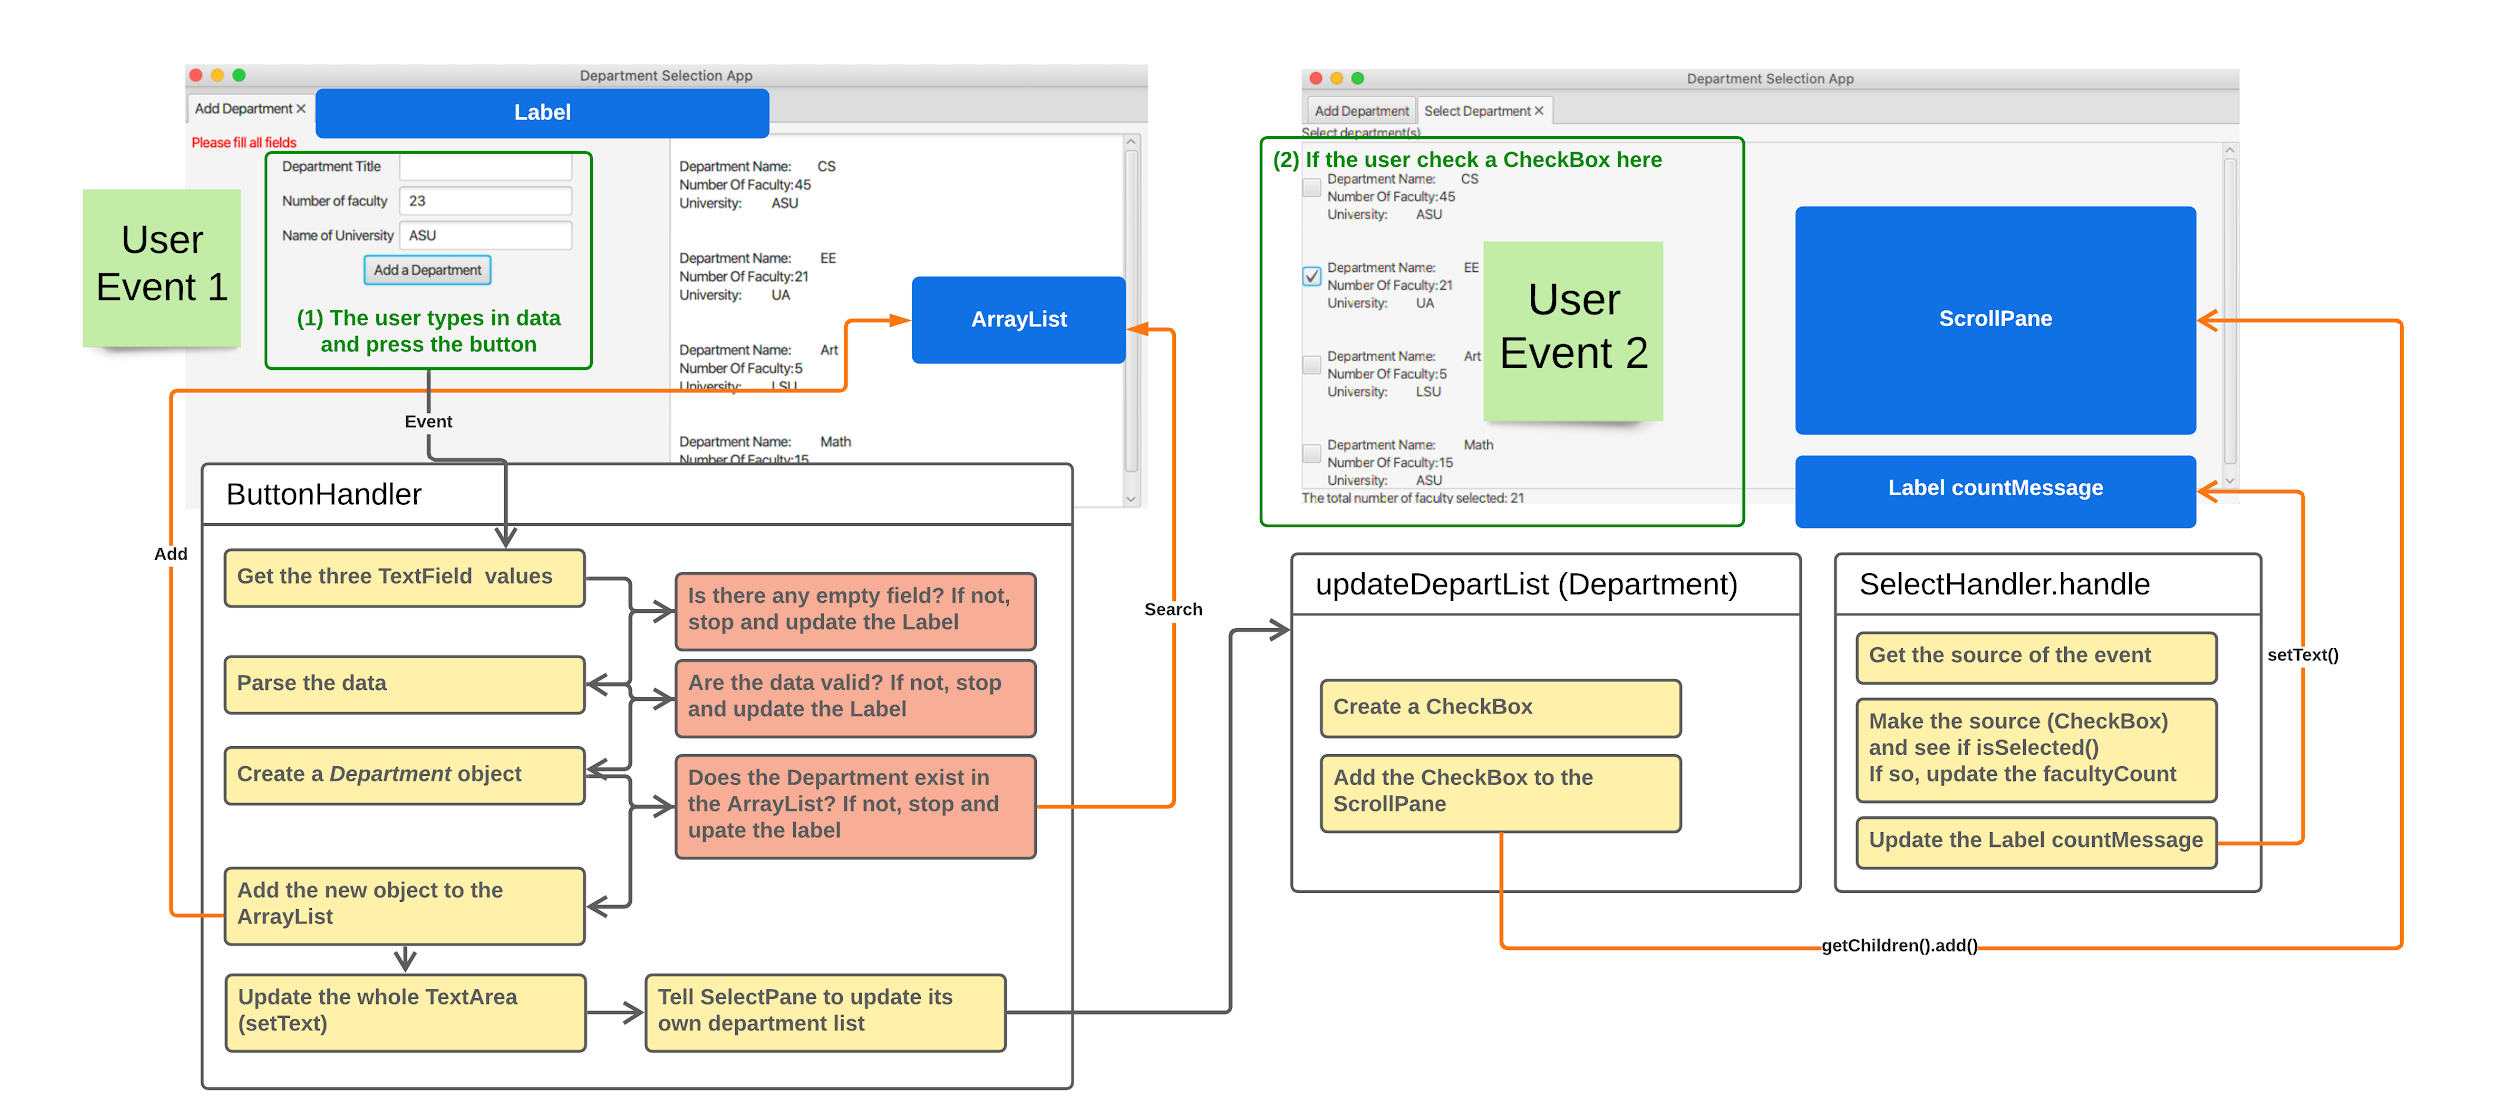 Department Selection App
Add Department ✕
Label
Please fill all fields
Department Title
Number of faculty 23
Name of University ASU
Add a Department
(1) The user types in data
and press the button
User
Event 1
Department Name: CS
Number Of Faculty:45
University: ASU
Department Name: EE
Number Of Faculty:21
University: UA
Department Name: Art
Number Of Faculty:5
University: LSU
Department Name: Math
Number Of Faculty:15
ArrayList
Event
Add
Search
ButtonHandler
Get the three TextField values
Is there any empty field? If not,
stop and update the Label
Parse the data
Are the data valid? If not, stop
and update the Label
Create a Department object
Does the Department exist in
the ArrayList? If not, stop and
upate the label
Add the new object to the
ArrayList
Update the whole TextArea
(setText)
Tell SelectPane to update its
own department list
Department Selection App
Add Department
Select Department ✕
Select department(s)
(2) If the user check a CheckBox here
Department Name: CS
Number Of Faculty:45
University: ASU
Department Name: EE
Number Of Faculty:21
University: UA
Department Name: Art
Number Of Faculty:5
University: LSU
Department Name: Math
Number Of Faculty:15
University: ASU
The total number of faculty selected: 21
User
Event 2
ScrollPane
Label countMessage
updateDepartList (Department)
Create a CheckBox
Add the CheckBox to the
ScrollPane
SelectHandler.handle
Get the source of the event
Make the source (CheckBox)
and see if isSelected()
If so, update the facultyCount
Update the Label countMessage
setText()
getChildren().add()